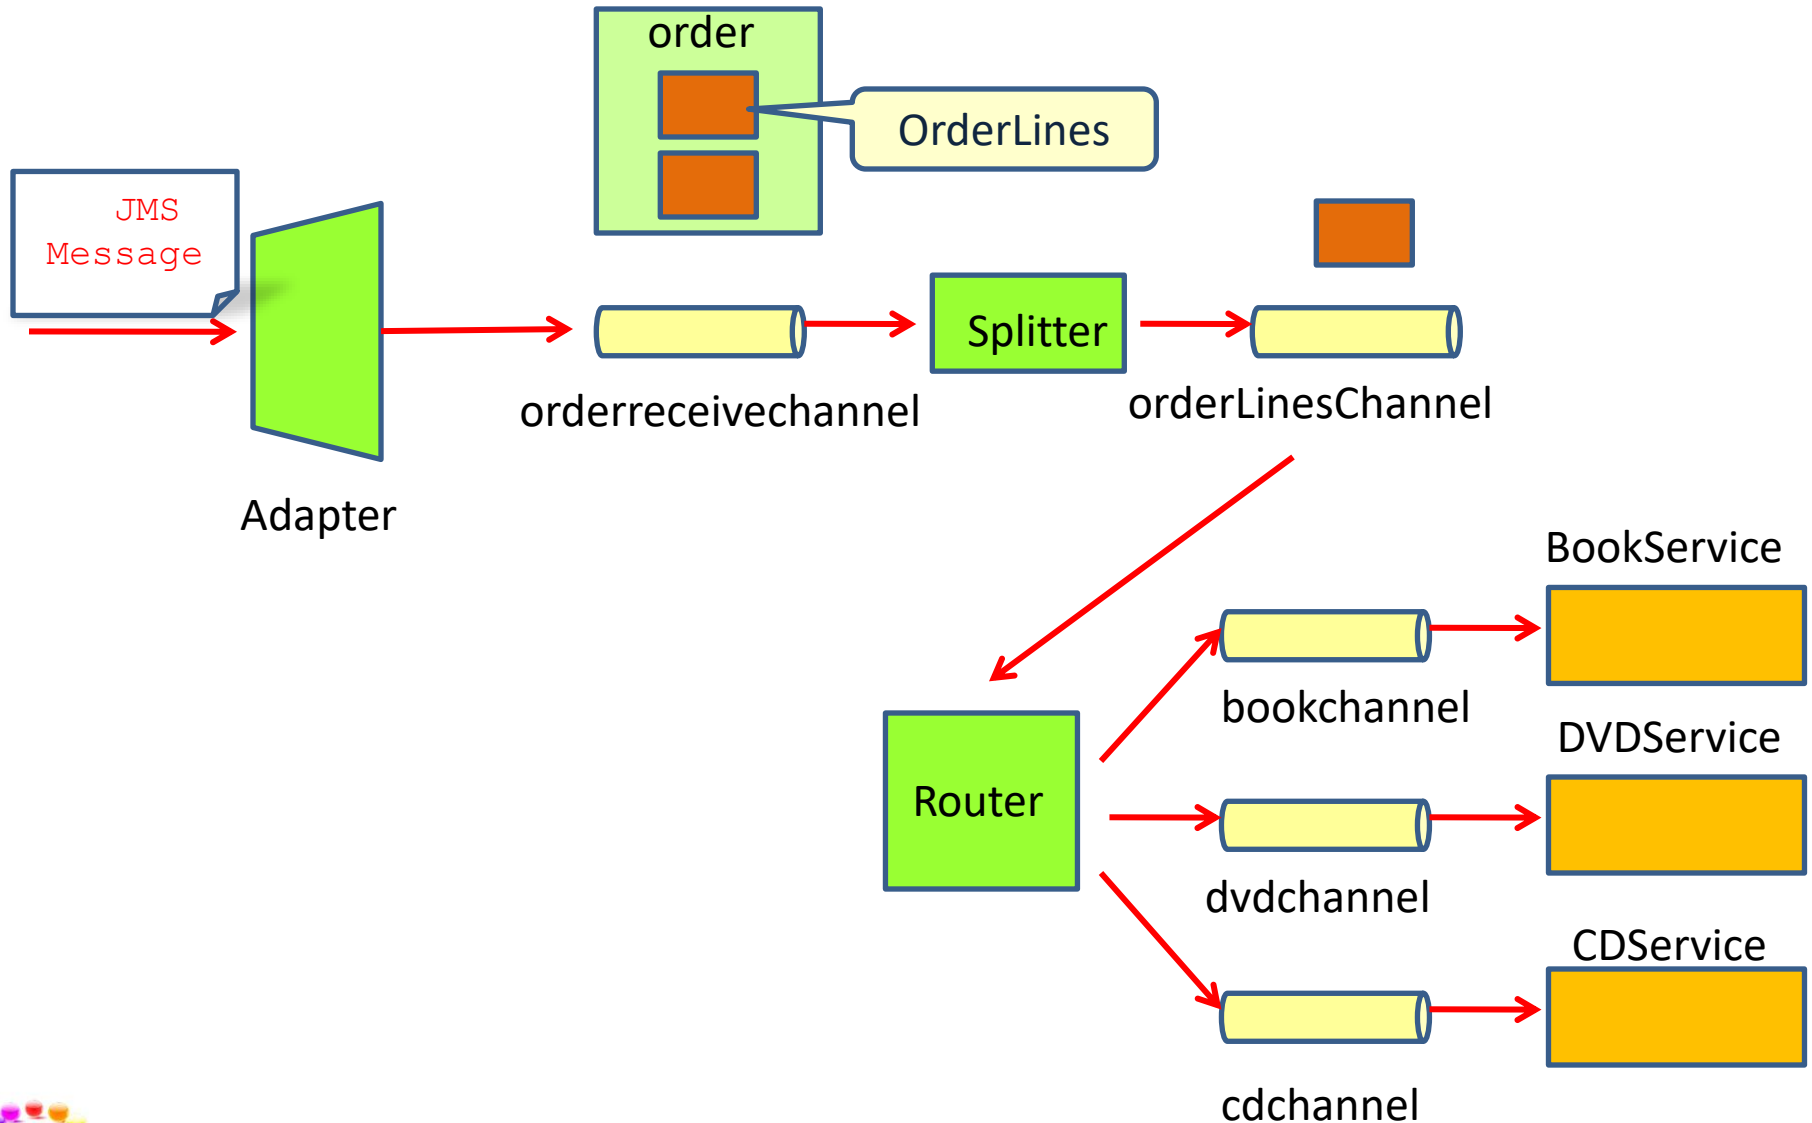 order
OrderLines
JMS
Message
Splitter
orderreceivechannel
orderLinesChannel
Adapter
BookService
bookchannel
DVDService
Router
dvdchannel
CDService
cdchannel